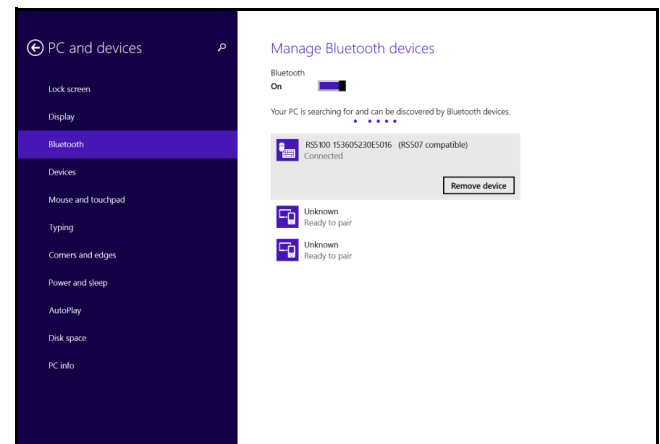 PC and devices
Lock screen
Display
Bluetooth
Devices
Mouse and touchpad
Typing
Corners and edges
Power and sleep
AutoPlay
Disk space
PC info
Manage Bluetooth devices
Bluetooth
On
Your PC is searching for and can be discovered by Bluetooth devices.
RS5100 153605230E5016 (RS507 compatible)
Connected
Remove device
Unknown
Ready to pair
Unknown
Ready to pair